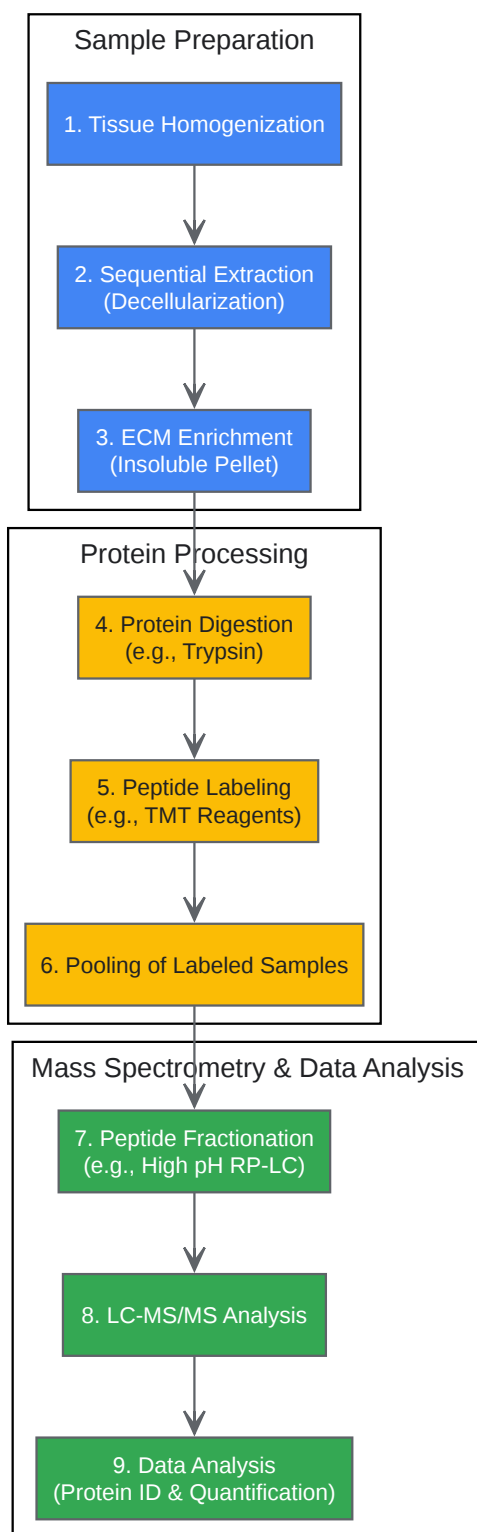 Sample Preparation
1. Tissue Homogenization
2. Sequential Extraction
(Decellularization)
3. ECM Enrichment
(Insoluble Pellet)
Protein Processing
4. Protein Digestion
(e.g., Trypsin)
5. Peptide Labeling
(e.g., TMT Reagents)
6. Pooling of Labeled Samples
Mass Spectrometry & Data Analysis
7. Peptide Fractionation
(e.g., High pH RP-LC)
8. LC-MS/MS Analysis
9. Data Analysis
(Protein ID & Quantification)